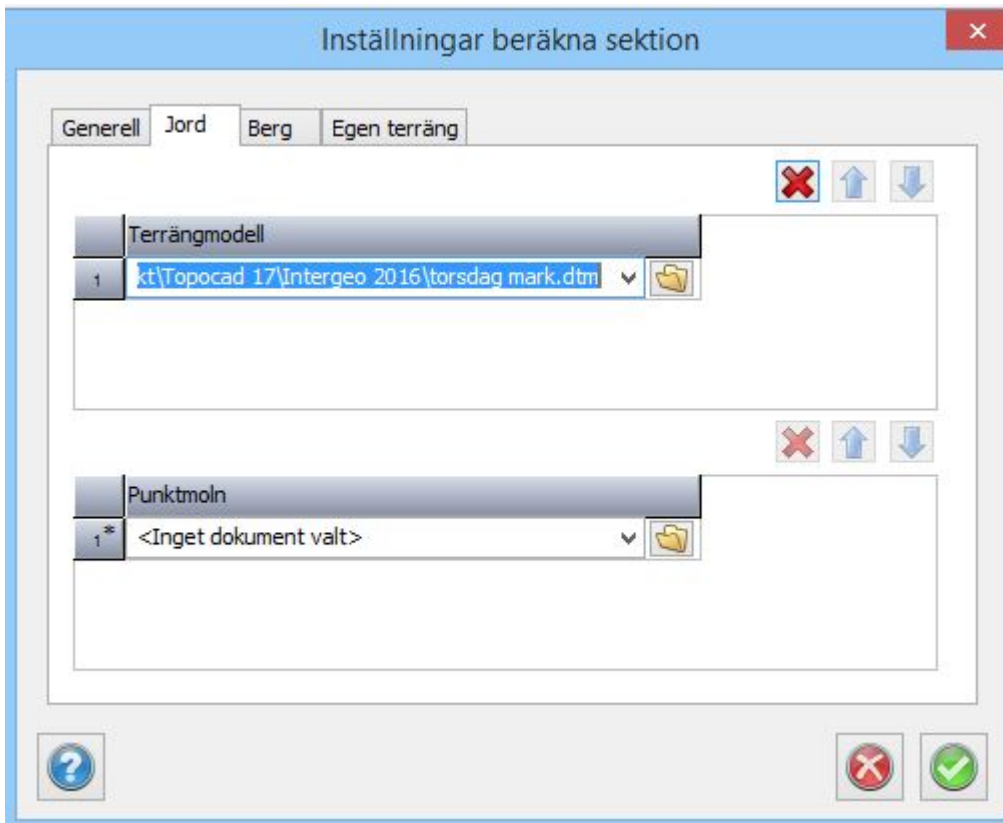 Inställningar beräkna sektion
Generell Jord Berg Egen terräng
Terrängmodell
1 kt\Topocad 17\Intergeo 2016\torsdag mark.dtm
Punktmoln
1* <Inget dokument valt>